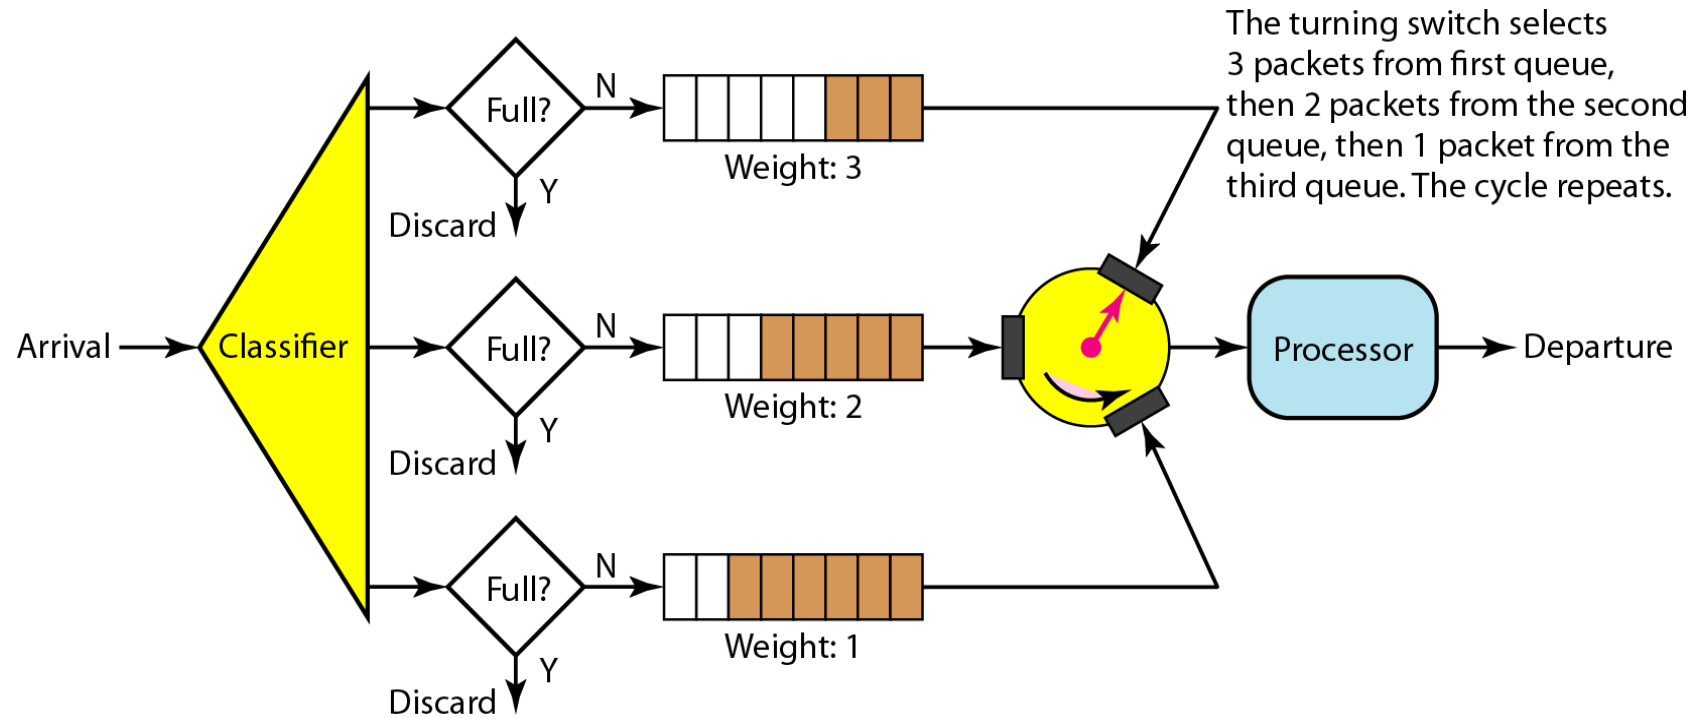 The turning switch selects
3 packets from first queue,
then 2 packets from the second
queue, then 1 packet from the
third queue. The cycle repeats.
Full?
N
Weight: 3
Y
Discard
Arrival
Classifier
Full?
N
Weight: 2
Y
Discard
Processor
Departure
Full?
N
Weight: 1
Y
Discard